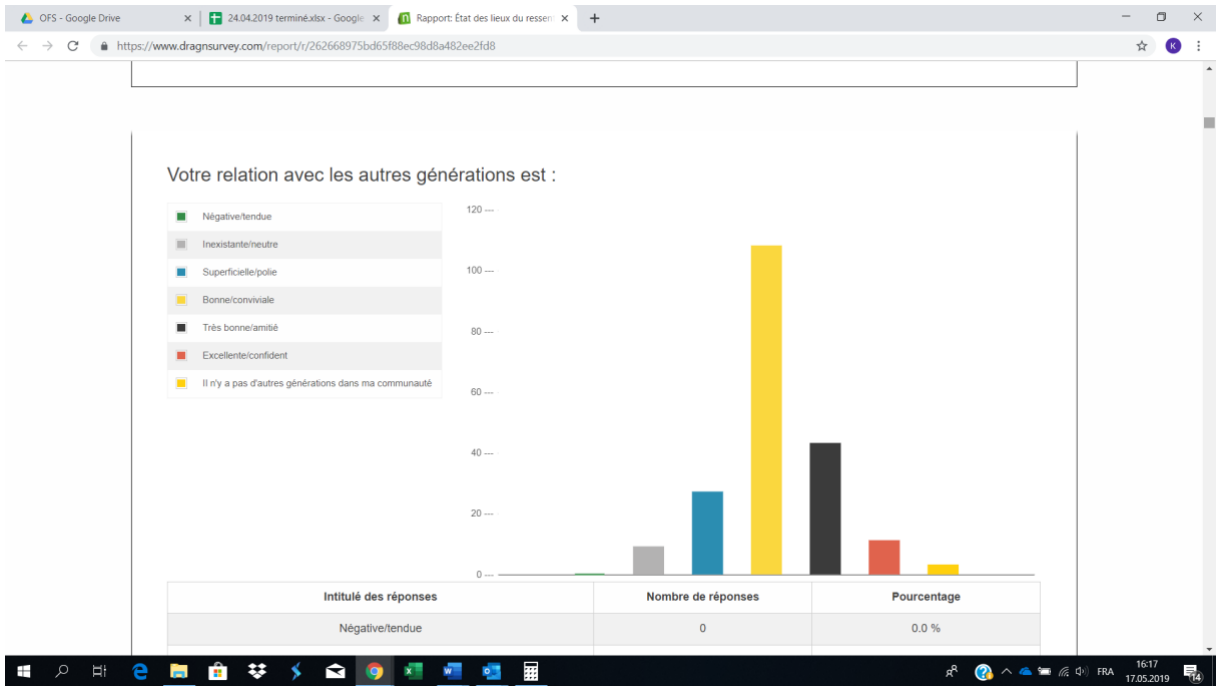 OFS - Google Drive
24.04.2019 terminé.xlsx - Google
Rapport: État des lieux du ressen
https://www.dragnsurvey.com/report/r/262668975bd65f88ec98d8a482ee2fd8
K
Votre relation avec les autres générations est :
Négative/tendue
Inexistante/neutre
Superficielle/polie
Bonne/conviviale
Très bonne/amitié
Excellente/confident
Il n'y a pas d'autres générations dans ma communauté
120
100
80
60
40
20
0
Intitulé des réponses Nombre de réponses Pourcentage
Négative/tendue 0 0.0 %
FRA
16:17
17.05.2019
14